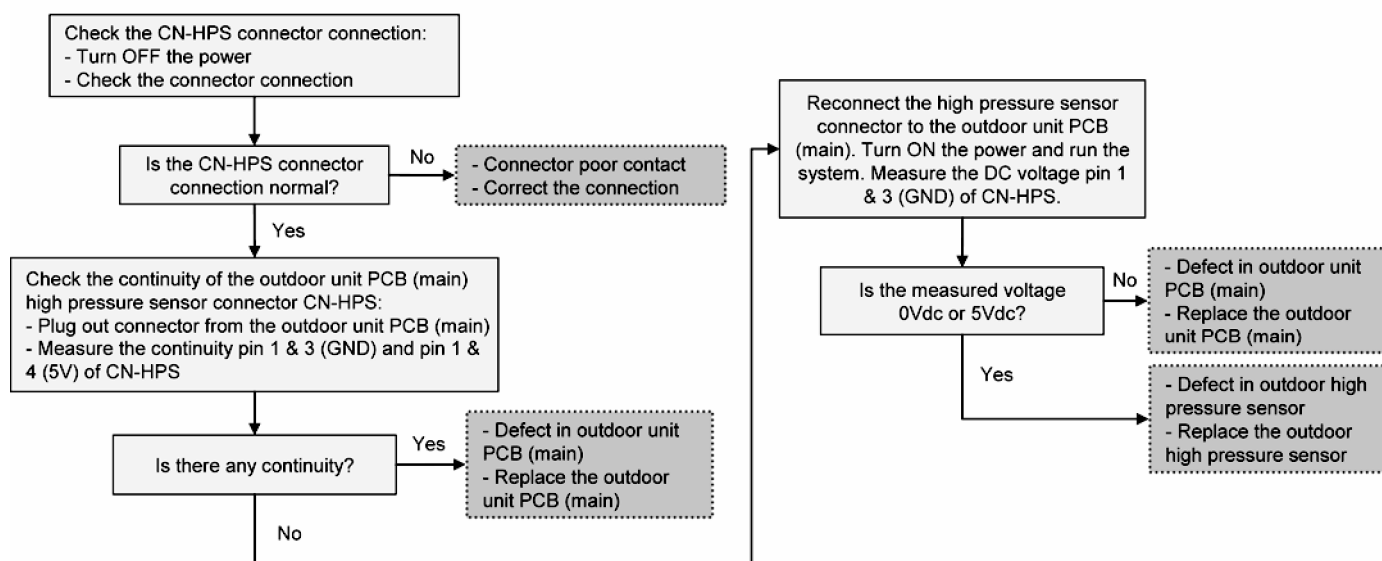 Check the CN-HPS connector connection:
- Turn OFF the power
- Check the connector connection
Is the CN-HPS connector
connection normal?
No
- Connector poor contact
- Correct the connection
Yes
Check the continuity of the outdoor unit PCB (main)
high pressure sensor connector CN-HPS:
- Plug out connector from the outdoor unit PCB (main)
- Measure the continuity pin 1 & 3 (GND) and pin 1 &
4 (5V) of CN-HPS
Is there any continuity?
Yes
- Defect in outdoor unit
PCB (main)
- Replace the outdoor
unit PCB (main)
No
Reconnect the high pressure sensor
connector to the outdoor unit PCB
(main). Turn ON the power and run the
system. Measure the DC voltage pin 1
& 3 (GND) of CN-HPS.
Is the measured voltage
0Vdc or 5Vdc?
No
- Defect in outdoor unit
PCB (main)
- Replace the outdoor
unit PCB (main)
Yes
- Defect in outdoor high
pressure sensor
- Replace the outdoor
high pressure sensor